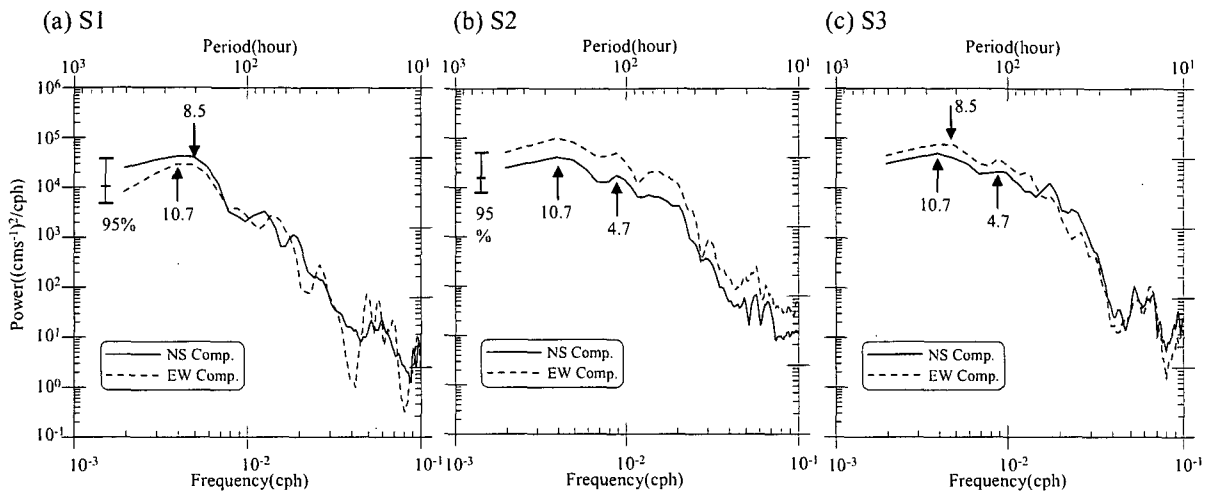 (a) S1
(b) S2
(c) S3
Period(hour)
Period(hour)
Period(hour)
10³ 10² 10¹
10³ 10² 10¹
10³ 10² 10¹
Power((cms⁻¹)²/cph)
10⁶
10⁵
10⁴
10³
10²
10¹
10⁰
10⁻¹
8.5
10.7
95%
NS Comp.
EW Comp.
10⁻³ 10⁻² 10⁻¹
Frequency(cph)
95
%
10.7
4.7
NS Comp.
EW Comp.
10⁻³ 10⁻² 10⁻¹
Frequency(cph)
8.5
10.7
4.7
NS Comp.
EW Comp.
10⁻³ 10⁻² 10⁻¹
Frequency(cph)